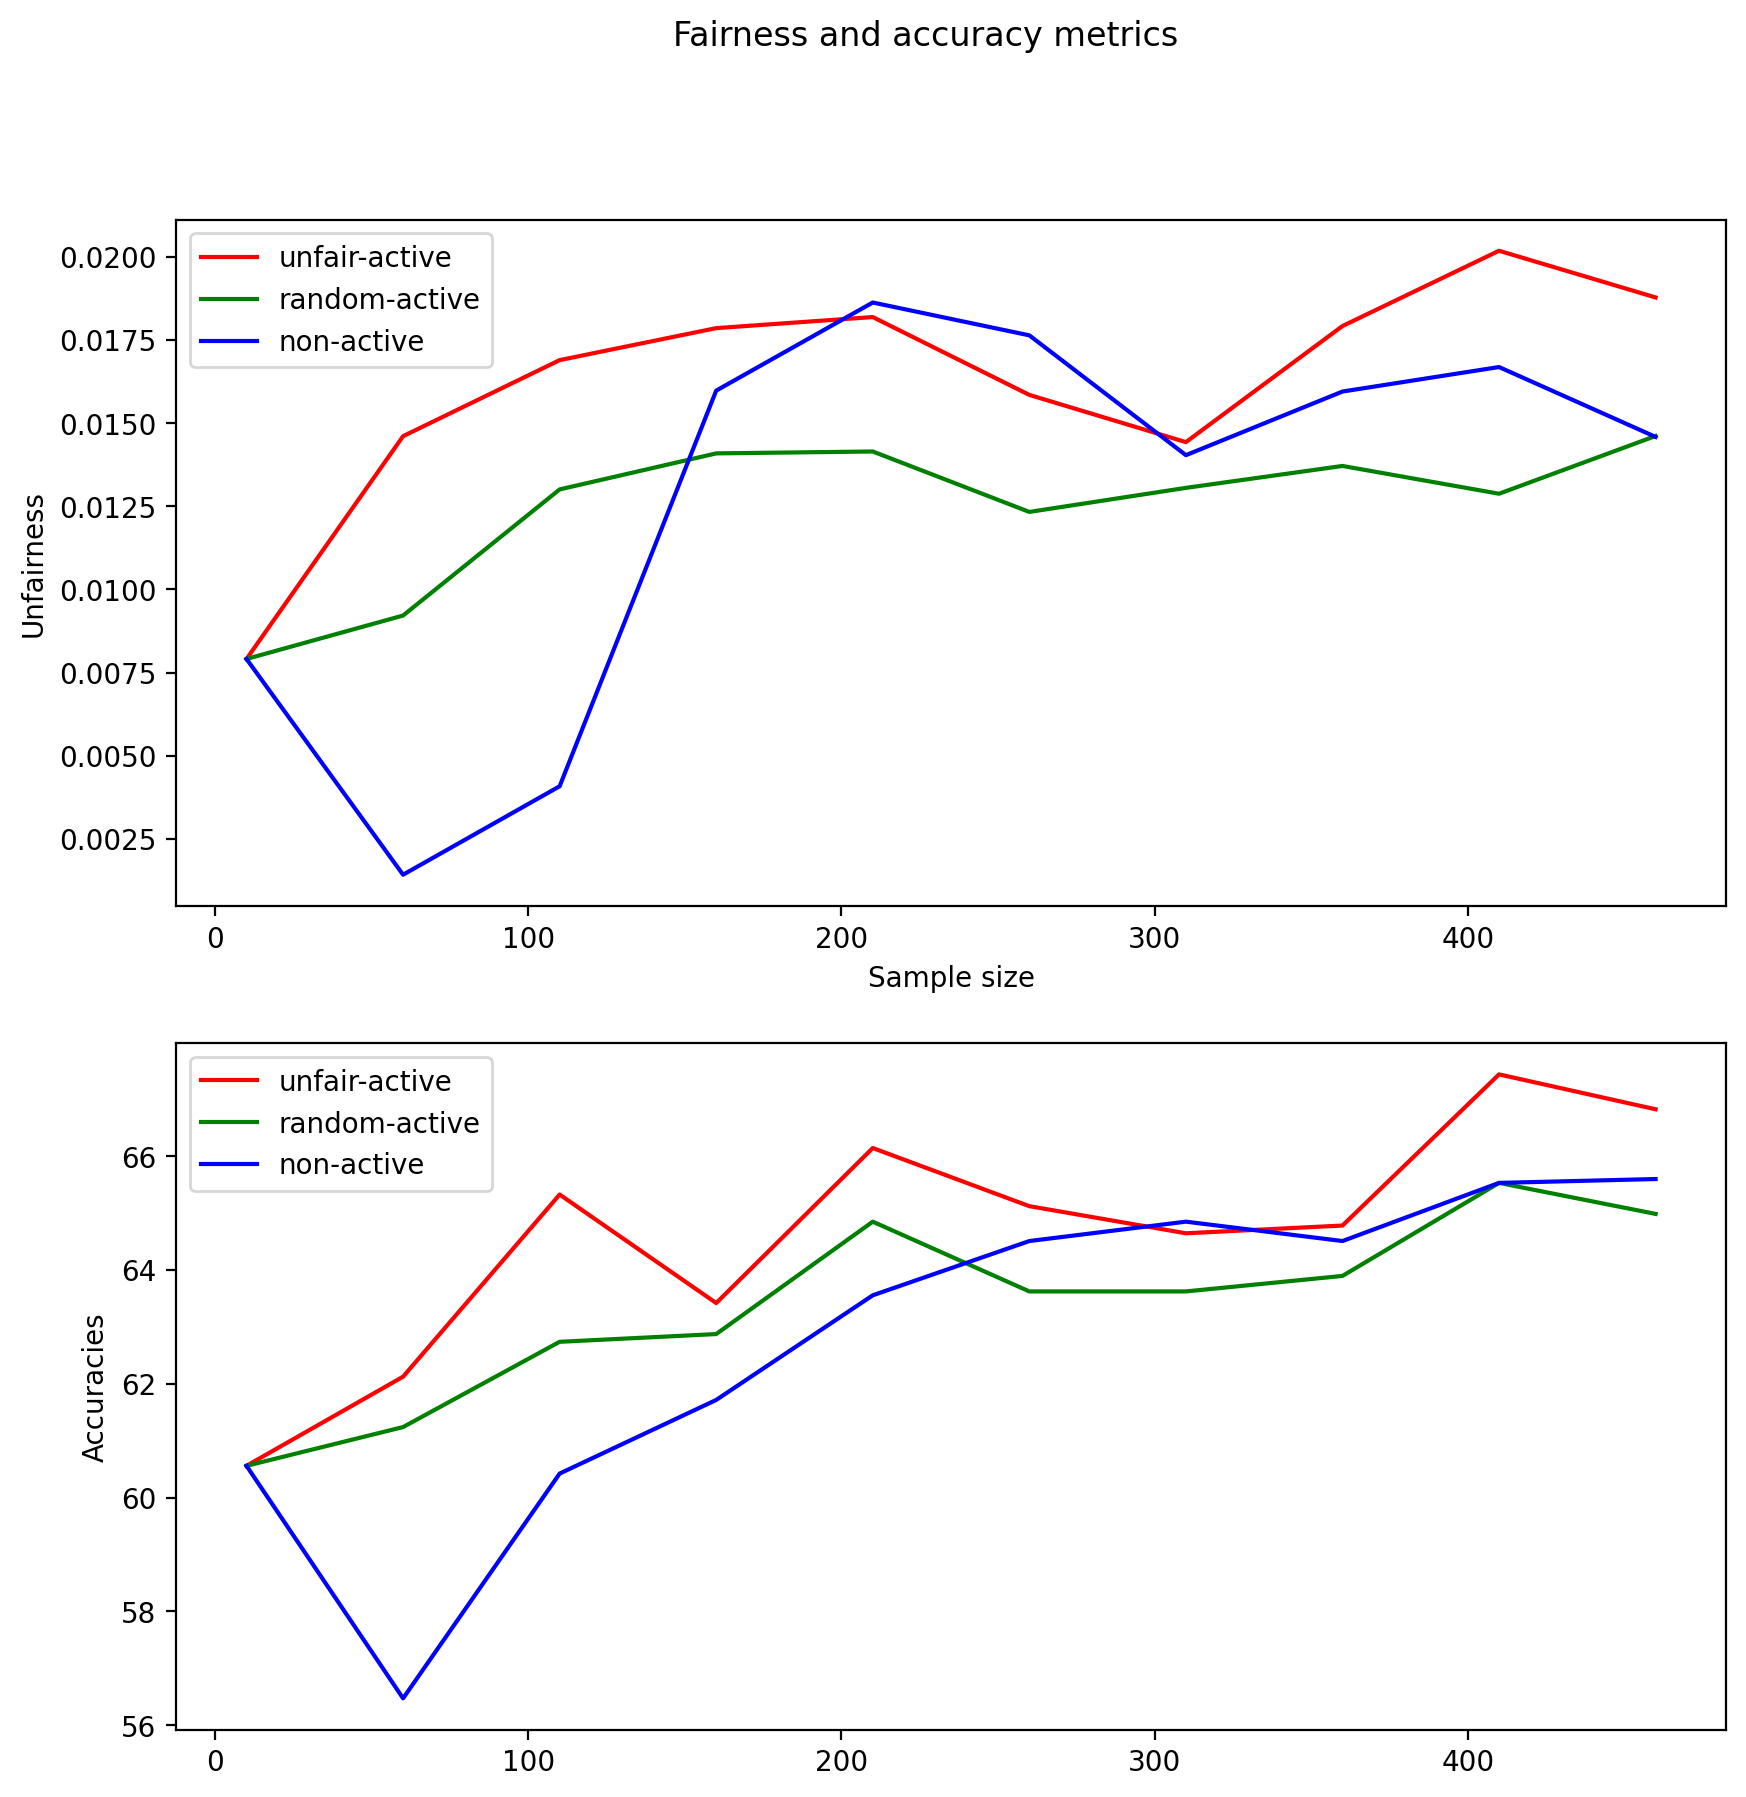 Fairness and accuracy metrics
unfair-active
random-active
non-active
0.0200
0.0175
0.0150
0.0125
0.0100
0.0075
0.0050
0.0025
Unfairness
0 100 200 300 400
Sample size
unfair-active
random-active
non-active
66
64
62
60
58
56
Accuracies
0 100 200 300 400